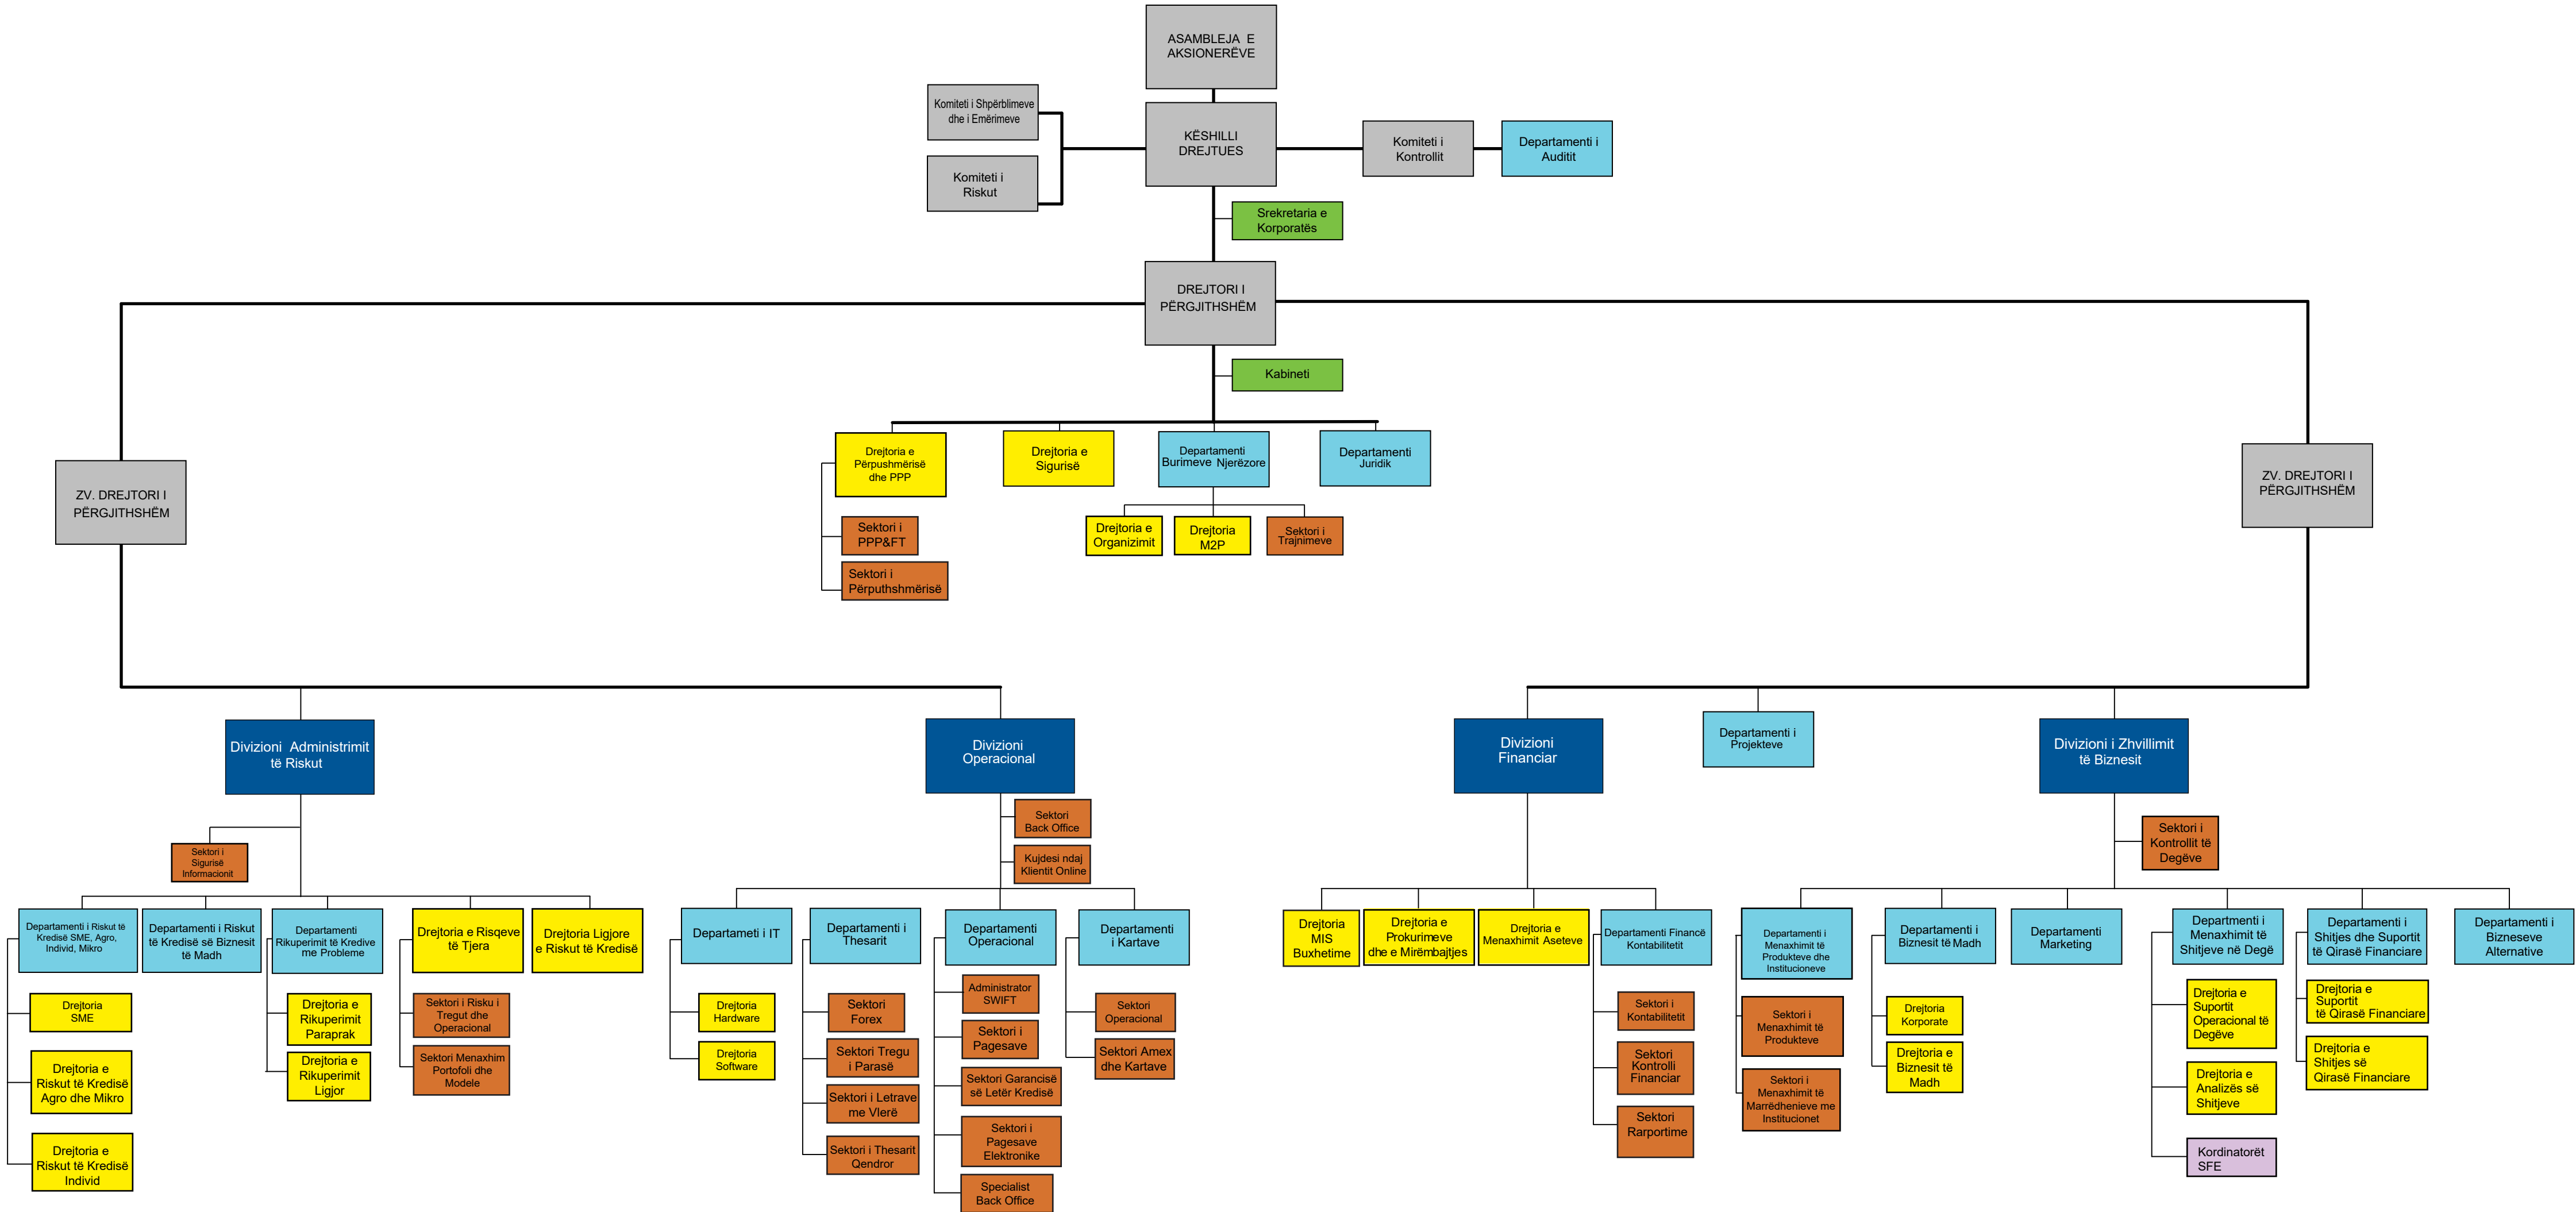 ASAMBLEJA E
AKSIONERËVE
Komiteti i Shpërblimeve
dhe i Emërimeve
KËSHILLI
DREJTUES
Komiteti i
Kontrollit
Departamenti i
Auditit
Komiteti i
Riskut
Srekretaria e
Korporatës
DREJTORI I
PËRGJITHSHËM
Kabineti
Drejtoria e
Përpushmërisë
dhe PPP
Drejtoria e
Sigurisë
Departamenti
Burimeve Njerëzore
Departamenti
Juridik
ZV. DREJTORI I
PËRGJITHSHËM
ZV. DREJTORI I
PËRGJITHSHËM
Sektori i
PPP&FT
Sektori i
Përputhshmërisë
Drejtoria e
Organizimit
Drejtoria
M2P
Sektori i
Trajnimeve
Divizioni Administrimit
të Riskut
Divizioni
Operacional
Divizioni
Financiar
Departamenti i
Projekteve
Divizioni i Zhvillimit
të Biznesit
Sektori i
Sigurisë
Informacionit
Sektori
Back Office
Kujdesi ndaj
Klientit Online
Sektori i
Kontrollit të
Degëve
Departamenti i Riskut të
Kredisë SME, Agro,
Individ, Mikro
Departamenti i Riskut
të Kredisë së Biznesit
të Madh
Departamenti
Rikuperimit të Kredive
me Probleme
Drejtoria e Risqeve
të Tjera
Drejtoria Ligjore
e Riskut të Kredisë
Departameti i IT
Departamenti i
Thesarit
Departamenti
Operacional
Departamenti
i Kartave
Drejtoria
MIS
Buxhetime
Drejtoria e
Prokurimeve
dhe e Mirëmbajtjes
Drejtoria e
Menaxhimit Aseteve
Departamenti Financë
Kontabilitetit
Departamenti i
Menaxhimit të
Produkteve dhe
Institucioneve
Departamenti i
Biznesit të Madh
Departamenti
Marketing
Departmenti i
Menaxhimit të
Shitjeve në Degë
Departamenti i
Shitjes dhe Suportit
të Qirasë Financiare
Departamenti i
Bizneseve
Alternative
Drejtoria
SME
Drejtoria e
Riskut të Kredisë
Agro dhe Mikro
Drejtoria e
Riskut të Kredisë
Individ
Drejtoria e
Rikuperimit
Paraprak
Drejtoria e
Rikuperimit
Ligjor
Sektori i Risku i
Tregut dhe
Operacional
Sektori Menaxhim
Portofoli dhe
Modele
Drejtoria
Hardware
Drejtoria
Software
Sektori
Forex
Sektori Tregu
i Parasë
Sektori i Letrave
me Vlerë
Sektori i Thesarit
Qendror
Administrator
SWIFT
Sektori i
Pagesave
Sektori Garancisë
së Letër Kredisë
Sektori i
Pagesave
Elektronike
Specialist
Back Office
Sektori
Operacional
Sektori Amex
dhe Kartave
Sektori i
Kontabilitetit
Sektori
Kontrolli
Financiar
Sektori
Rarportime
Sektori i
Menaxhimit të
Produkteve
Sektori i
Menaxhimit të
Marrëdhenieve me
Institucionet
Drejtoria
Korporate
Drejtoria e
Biznesit të
Madh
Drejtoria e
Suportit
Operacional të
Degëve
Drejtoria e
Analizës së
Shitjeve
Kordinatorët
SFE
Drejtoria e
Suportit
të Qirasë Financiare
Drejtoria e
Shitjes së
Qirasë Financiare